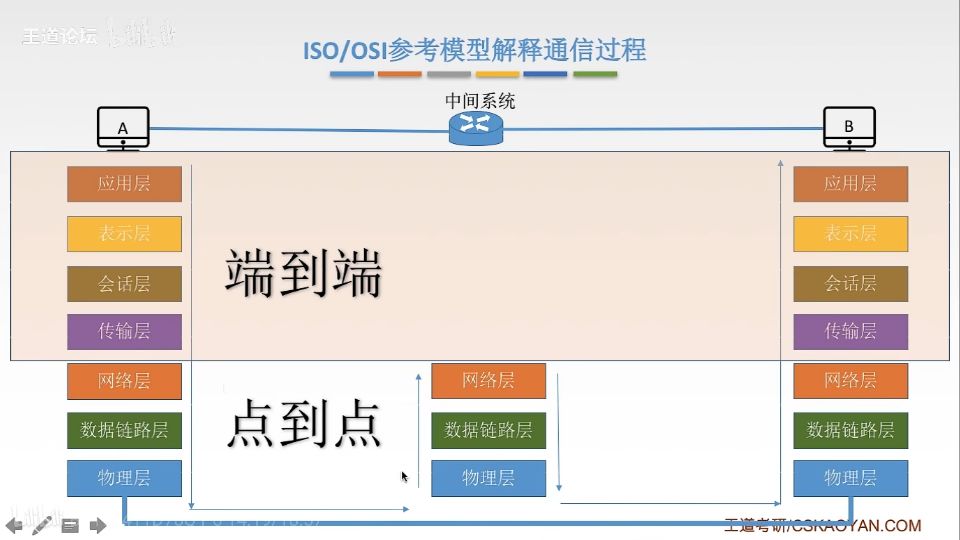 王道论坛
ISO/OSI参考模型解释通信过程
中间系统
A
B
应用层
应用层
表示层
表示层
端到端
会话层
会话层
传输层
传输层
网络层
网络层
网络层
点到点
数据链路层
数据链路层
数据链路层
物理层
物理层
物理层
王道考研/CSKAOYAN.COM